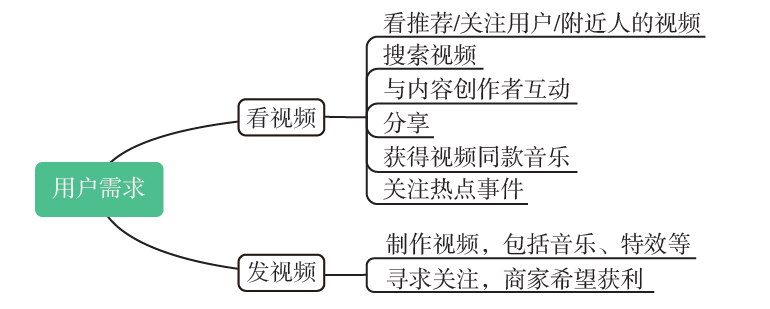 用户需求
看视频
看推荐/关注用户/附近人的视频
搜索视频
与内容创作者互动
分享
获得视频同款音乐
关注热点事件
发视频
制作视频，包括音乐、特效等
寻求关注，商家希望获利